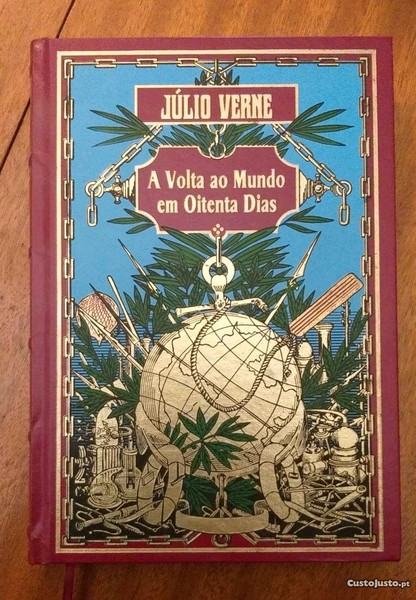 JÚLIO VERNE
A Volta ao Mundo
em Oitenta Dias
CustoJusto.pt